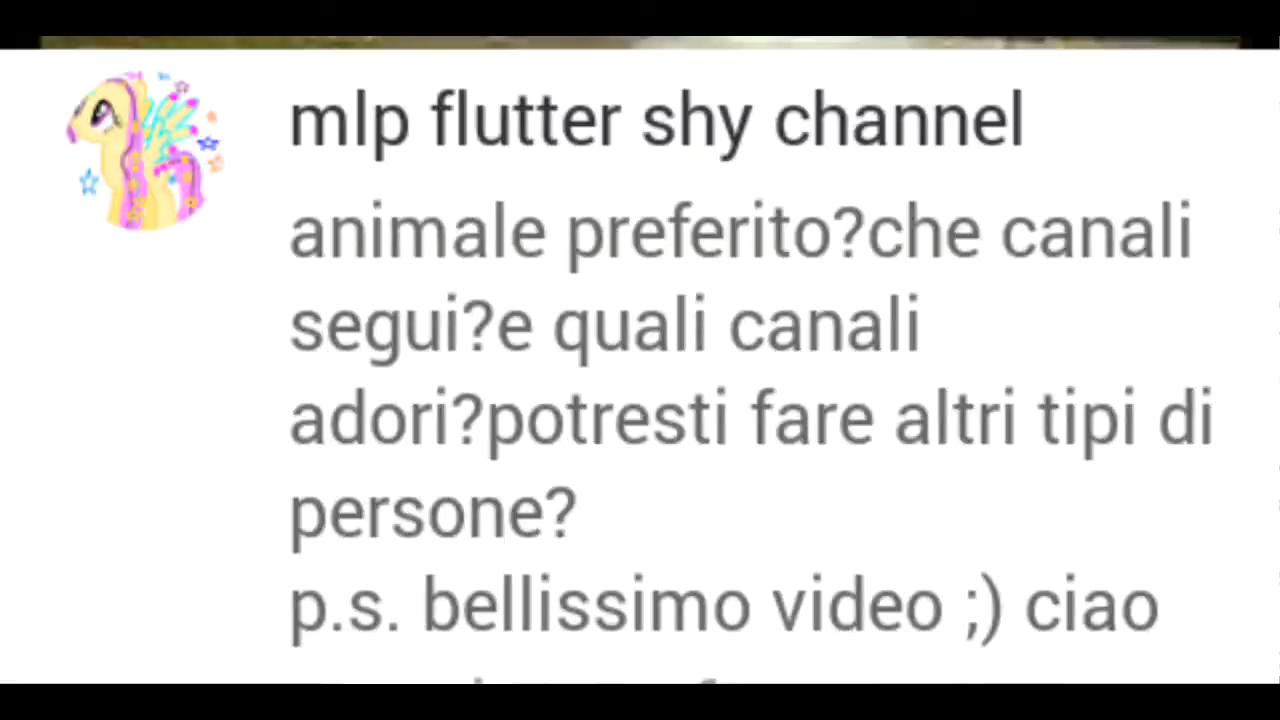 mlp flutter shy channel
animale preferito?che canali
segui?e quali canali
adori?potresti fare altri tipi di
persone?
p.s. bellissimo video ;) ciao